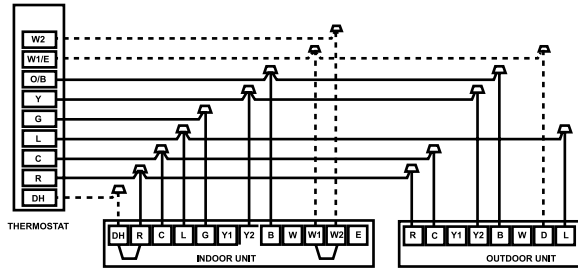 W2
W1/E
O/B
Y
G
L
C
R
DH
THERMOSTAT
DH R C L G Y1 Y2 B W W1 W2 E
INDOOR UNIT
R C Y1 Y2 B W D L
OUTDOOR UNIT